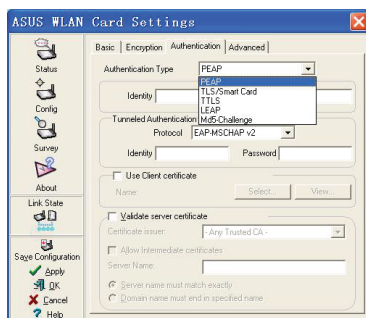 ASUS WLAN Card Settings
Status
Config
Survey
About
Link State
Save Configuration
Apply
OK
Cancel
Help
Basic Encryption Authentication Advanced
Authentication Type PEAP
PEAP
TLS/Smart Card
TTLS
LEAP
Md5-Challenge
Identity
Tunneled Authentication
Protocol EAP-MSCHAP v2
Identity Password
Use Client certificate
Name: Select... View...
Validate server certificate
Certificate issuer: - Any Trusted CA -
Allow Intermediate certificates
Server Name:
Server name must match exactly
Domain name must end in specified name